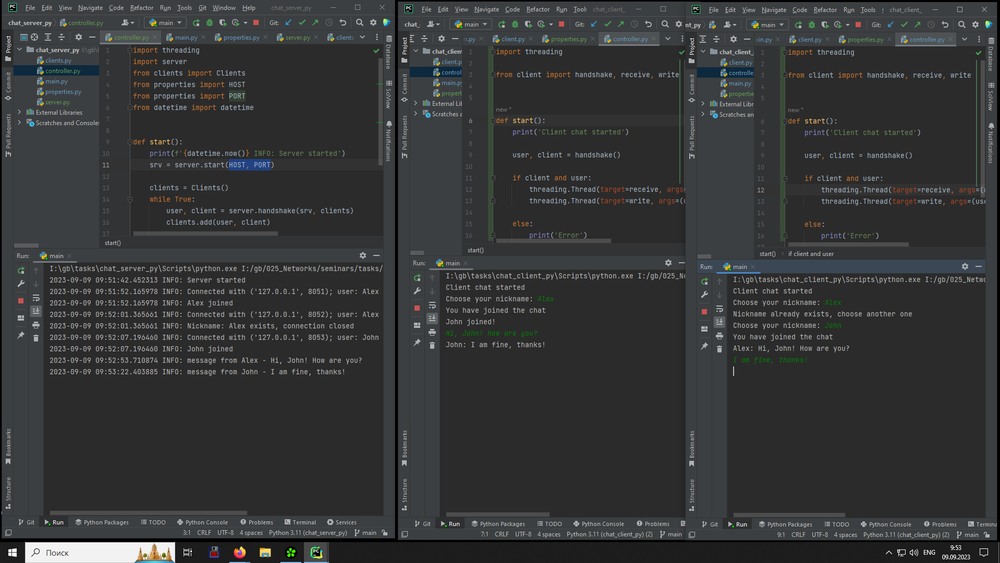 File Edit View Navigate Code Refactor Run Tools Git Window Help chat_server_py
chat_server_py controller.py main Git:
controller.py main.py properties.py server.py clients
Project
Commit
Pull Requests
Bookmarks
Structure
chat_server_py I:\gb\
clients.py
controller.py
main.py
properties.py
server.py
External Libraries
Scratches and Consoles
1 import threading
2 import server
3 from clients import Clients
4 from properties import HOST
5 from properties import PORT
6 from datetime import datetime
7
8
9 def start():
10 print(f'{datetime.now()} INFO: Server started')
11 srv = server.start(HOST, PORT)
12
13 clients = Clients()
14 while True:
15 user, client = server.handshake(srv, clients)
16 clients.add(user, client)
17
start()
Database
SciView
Notifications
Run: main
I:\gb\tasks\chat_server_py\Scripts\python.exe I:/gb/025_Networks/seminars/tasks/
2023-09-09 09:51:42.452313 INFO: Server started
2023-09-09 09:51:52.165978 INFO: Connected with ('127.0.0.1', 8051); user: Alex
2023-09-09 09:51:52.165978 INFO: Alex joined
2023-09-09 09:52:01.365661 INFO: Connected with ('127.0.0.1', 8052); user: Alex
2023-09-09 09:52:01.365661 INFO: Nickname: Alex exists, connection closed
2023-09-09 09:52:07.196460 INFO: Connected with ('127.0.0.1', 8053); user: John
2023-09-09 09:52:07.196460 INFO: John joined
2023-09-09 09:52:53.710874 INFO: message from Alex - Hi, John! How are you?
2023-09-09 09:53:22.403885 INFO: message from John - I am fine, thanks!
Git Run Python Packages TODO Python Console Problems Terminal Services
3:1 CRLF UTF-8 4 spaces Python 3.11 (chat_server_py) main
File Edit View Navigate Code Refactor Run Tools chat_client_
chat_ main Git:
n.py client.py properties.py controller.py
Project
Commit
Pull Requests
Bookmarks
Structure
chat_client
client.p
control
main.py
propert
External Lib
Scratches a
1 import threading
2
3 from client import handshake, receive, write
4
5
new *
6 def start():
7 print('Client chat started')
8
9 user, client = handshake()
10
11 if client and user:
12 threading.Thread(target=receive, args=
13 threading.Thread(target=write, args=(u
14
15 else:
16 print('Error')
start()
Run: main
I:\gb\tasks\chat_client_py\Scripts\python.exe I:/gb/025_Ne
Client chat started
Choose your nickname: Alex
You have joined the chat
John joined!
Hi, John! How are you?
John: I am fine, thanks!
Git Run Python Packages TODO Python Console Problems
7:1 CRLF UTF-8 4 spaces Python 3.11 (chat_client_py) (2) main
File Edit View Navigate Code Refactor Run Tools chat_client_
nt_py main Git:
ain.py client.py properties.py controller.py
Project
Commit
Pull Requests
Bookmarks
Structure
chat_client_
client.py
controlle
main.py
propertie
External Libr
Scratches an
1 import threading
2
3 from client import handshake, receive, write
4
5
new *
6 def start():
7 print('Client chat started')
8
9 user, client = handshake()
10
11 if client and user:
12 threading.Thread(target=receive, args=(c
13 threading.Thread(target=write, args=(use
14
15 else:
16 print('Error')
start() if client and user
Database
SciView
Notifications
Run: main
I:\gb\tasks\chat_client_py\Scripts\python.exe I:/gb/025_Netwo
Client chat started
Choose your nickname: Alex
Nickname already exists, choose another one
Choose your nickname: John
You have joined the chat
Alex: Hi, John! How are you?
I am fine, thanks!
Git Run Python Packages TODO Python Console Problems Termina
9:1 CRLF UTF-8 4 spaces Python 3.11 (chat_client_py) (2) main
Поиск
ENG
9:53
09.09.2023